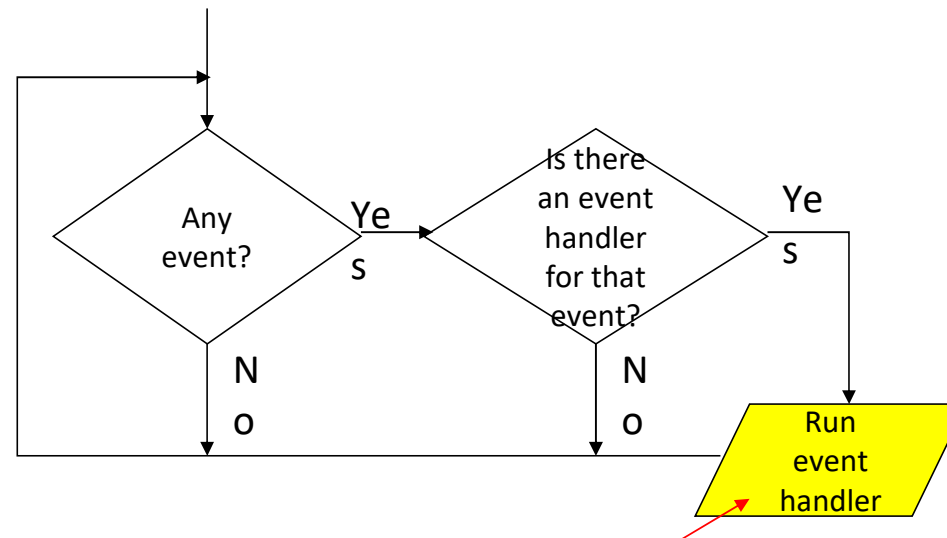 Any
event?
Ye
s
N
o
Is there
an event
handler
for that
event?
Ye
s
N
o
Run
event
handler